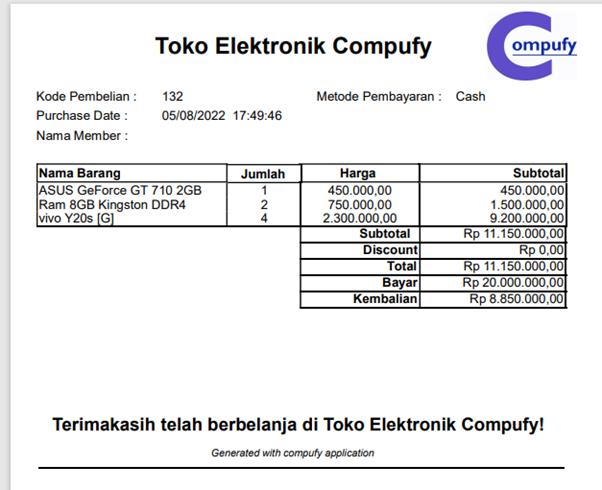 Toko Elektronik Compufy
Compufy
Kode Pembelian : 132 Metode Pembayaran : Cash
Purchase Date : 05/08/2022 17:49:46
Nama Member :
Nama Barang Jumlah Harga Subtotal
ASUS GeForce GT 710 2GB 1 450.000,00 450.000,00
Ram 8GB Kingston DDR4 2 750.000,00 1.500.000,00
vivo Y20s [G] 4 2.300.000,00 9.200.000,00
Subtotal Rp 11.150.000,00
Discount Rp 0,00
Total Rp 11.150.000,00
Bayar Rp 20.000.000,00
Kembalian Rp 8.850.000,00
Terimakasih telah berbelanja di Toko Elektronik Compufy!
Generated with compufy application